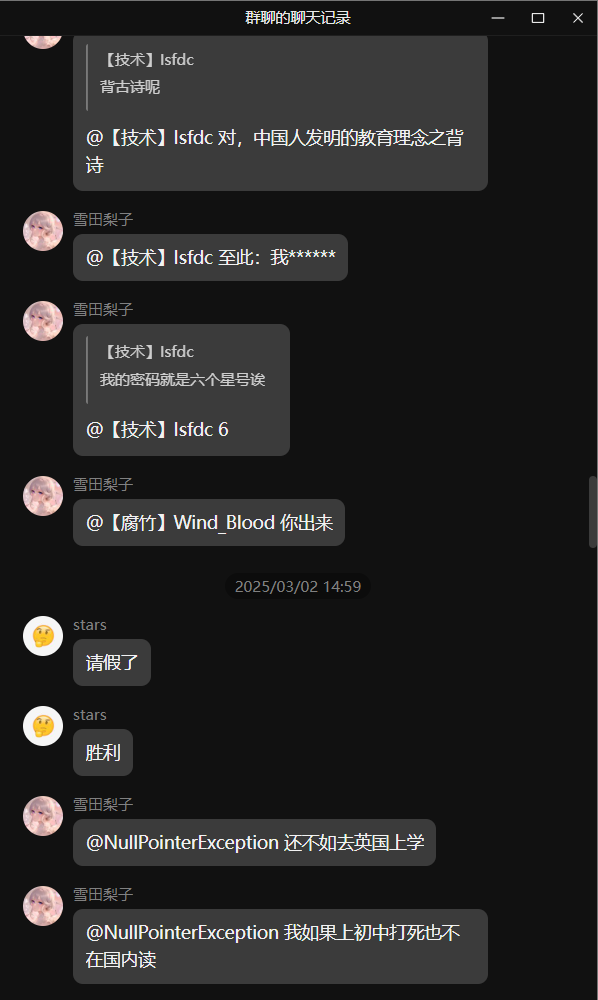 群聊的聊天记录
【技术】lsfdc
背古诗呢
@【技术】lsfdc 对，中国人发明的教育理念之背
诗
雪田梨子
@【技术】lsfdc 至此：我******
雪田梨子
【技术】lsfdc
我的密码就是六个星号诶
@【技术】lsfdc 6
雪田梨子
@【腐竹】Wind_Blood 你出来
2025/03/02 14:59
stars
请假了
stars
胜利
雪田梨子
@NullPointerException 还不如去英国上学
雪田梨子
@NullPointerException 我如果上初中打死也不
在国内读